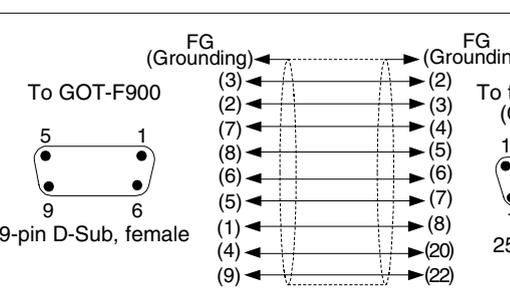 FG FG
(Grounding) (Groundin
(3) (2)
To GOT-F900 To
(2) (3)
(7) (4)
5 1 (8) (5) 1
(6) (6)
(5) (7)
9 6
(1) (8)
9-pin D-Sub, female
(4) (20) 25
(9) (22)